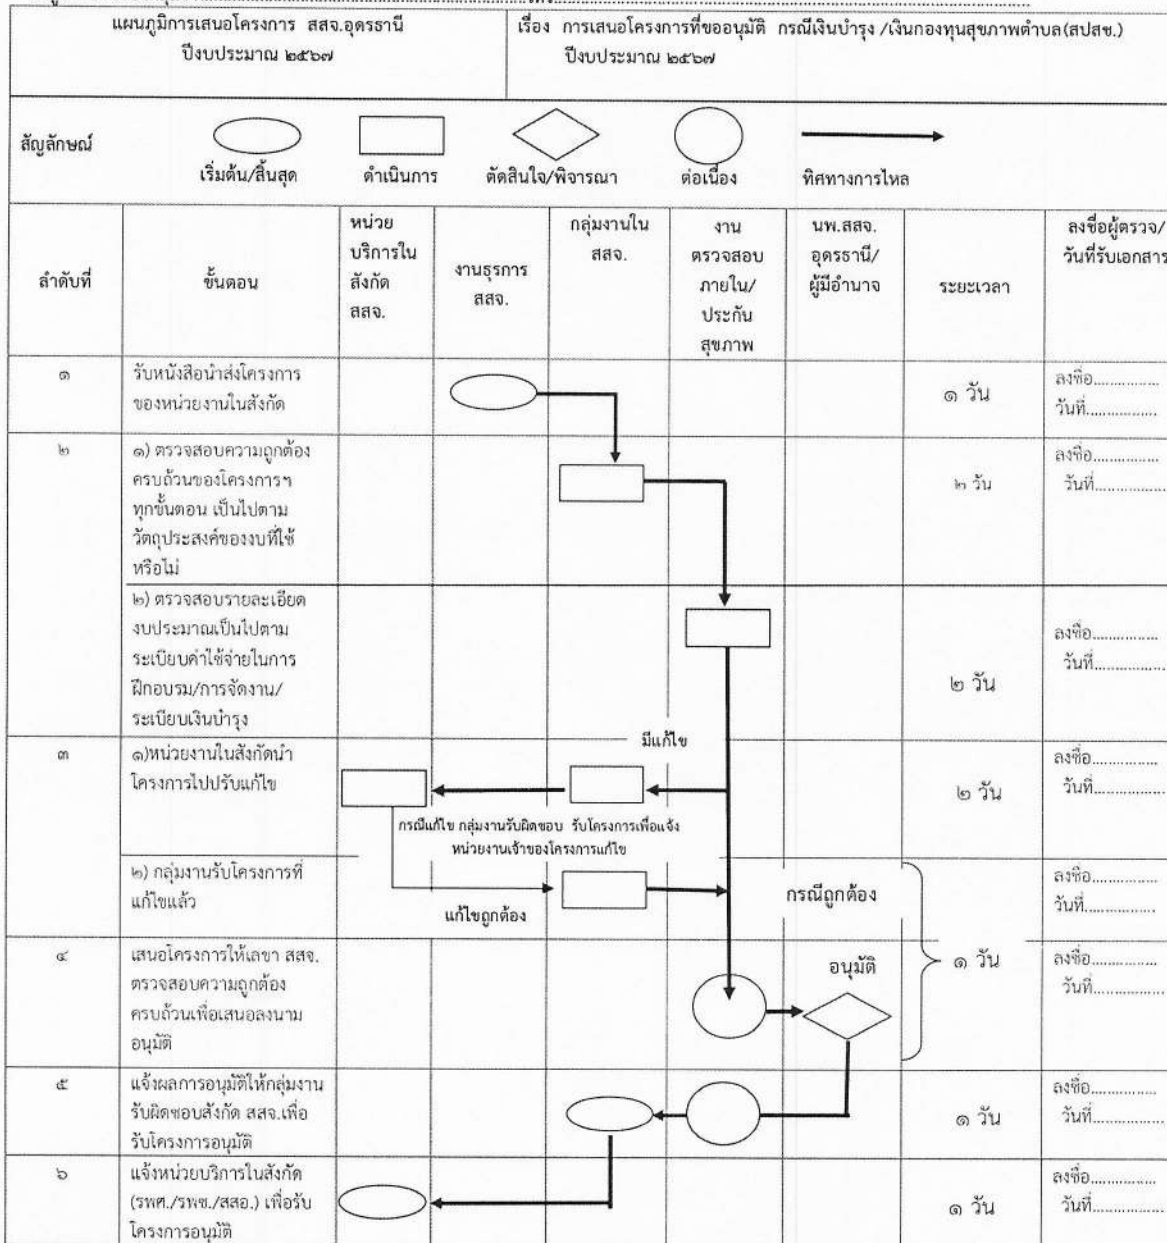 แผนภูมิการเสนอโครงการ สสจ.อุดรธานี
ปีงบประมาณ ๒๕๖๗
เรื่อง การเสนอโครงการที่ขออนุมัติ กรณีเงินบำรุง /เงินกองทุนสุขภาพตำบล(สปสช.)
ปีงบประมาณ ๒๕๖๗
สัญลักษณ์
เริ่มต้น/สิ้นสุด
ดำเนินการ
ตัดสินใจ/พิจารณา
ต่อเนื่อง
ทิศทางการไหล
ลำดับที่
ขั้นตอน
หน่วย
บริการใน
สังกัด
สสจ.
งานธุรการ
สสจ.
กลุ่มงานใน
สสจ.
งาน
ตรวจสอบ
ภายใน/
ประกัน
สุขภาพ
นพ.สสจ.
อุดรธานี/
ผู้มีอำนาจ
ระยะเวลา
ลงชื่อผู้ตรวจ/
วันที่รับเอกสาร
๑
รับหนังสือนำส่งโครงการ
ของหน่วยงานในสังกัด
๑ วัน
ลงชื่อ...............
วันที่.................
๒
๑) ตรวจสอบความถูกต้อง
ครบถ้วนของโครงการฯ
ทุกขั้นตอน เป็นไปตาม
วัตถุประสงค์ของงบที่ใช้
หรือไม่
๒ วัน
ลงชื่อ...............
วันที่.................
๒) ตรวจสอบรายละเอียด
งบประมาณเป็นไปตาม
ระเบียบค่าใช้จ่ายในการ
ฝึกอบรม/การจัดงาน/
ระเบียบเงินบำรุง
๒ วัน
ลงชื่อ...............
วันที่.................
มีแก้ไข
๓
๑)หน่วยงานในสังกัดนำ
โครงการไปปรับแก้ไข
๒ วัน
ลงชื่อ...............
วันที่.................
กรณีแก้ไข กลุ่มงานรับผิดชอบ รับโครงการเพื่อแจ้ง
หน่วยงานเจ้าของโครงการแก้ไข
๒) กลุ่มงานรับโครงการที่
แก้ไขแล้ว
แก้ไขถูกต้อง
กรณีถูกต้อง
ลงชื่อ...............
วันที่.................
๔
เสนอโครงการให้เลขา สสจ.
ตรวจสอบความถูกต้อง
ครบถ้วนเพื่อเสนอลงนาม
อนุมัติ
อนุมัติ
๑ วัน
ลงชื่อ...............
วันที่.................
๕
แจ้งผลการอนุมัติให้กลุ่มงาน
รับผิดชอบสังกัด สสจ.เพื่อ
รับโครงการอนุมัติ
๑ วัน
ลงชื่อ...............
วันที่.................
๖
แจ้งหน่วยบริการในสังกัด
(รพศ./รพช./สสอ.) เพื่อรับ
โครงการอนุมัติ
๑ วัน
ลงชื่อ...............
วันที่.................